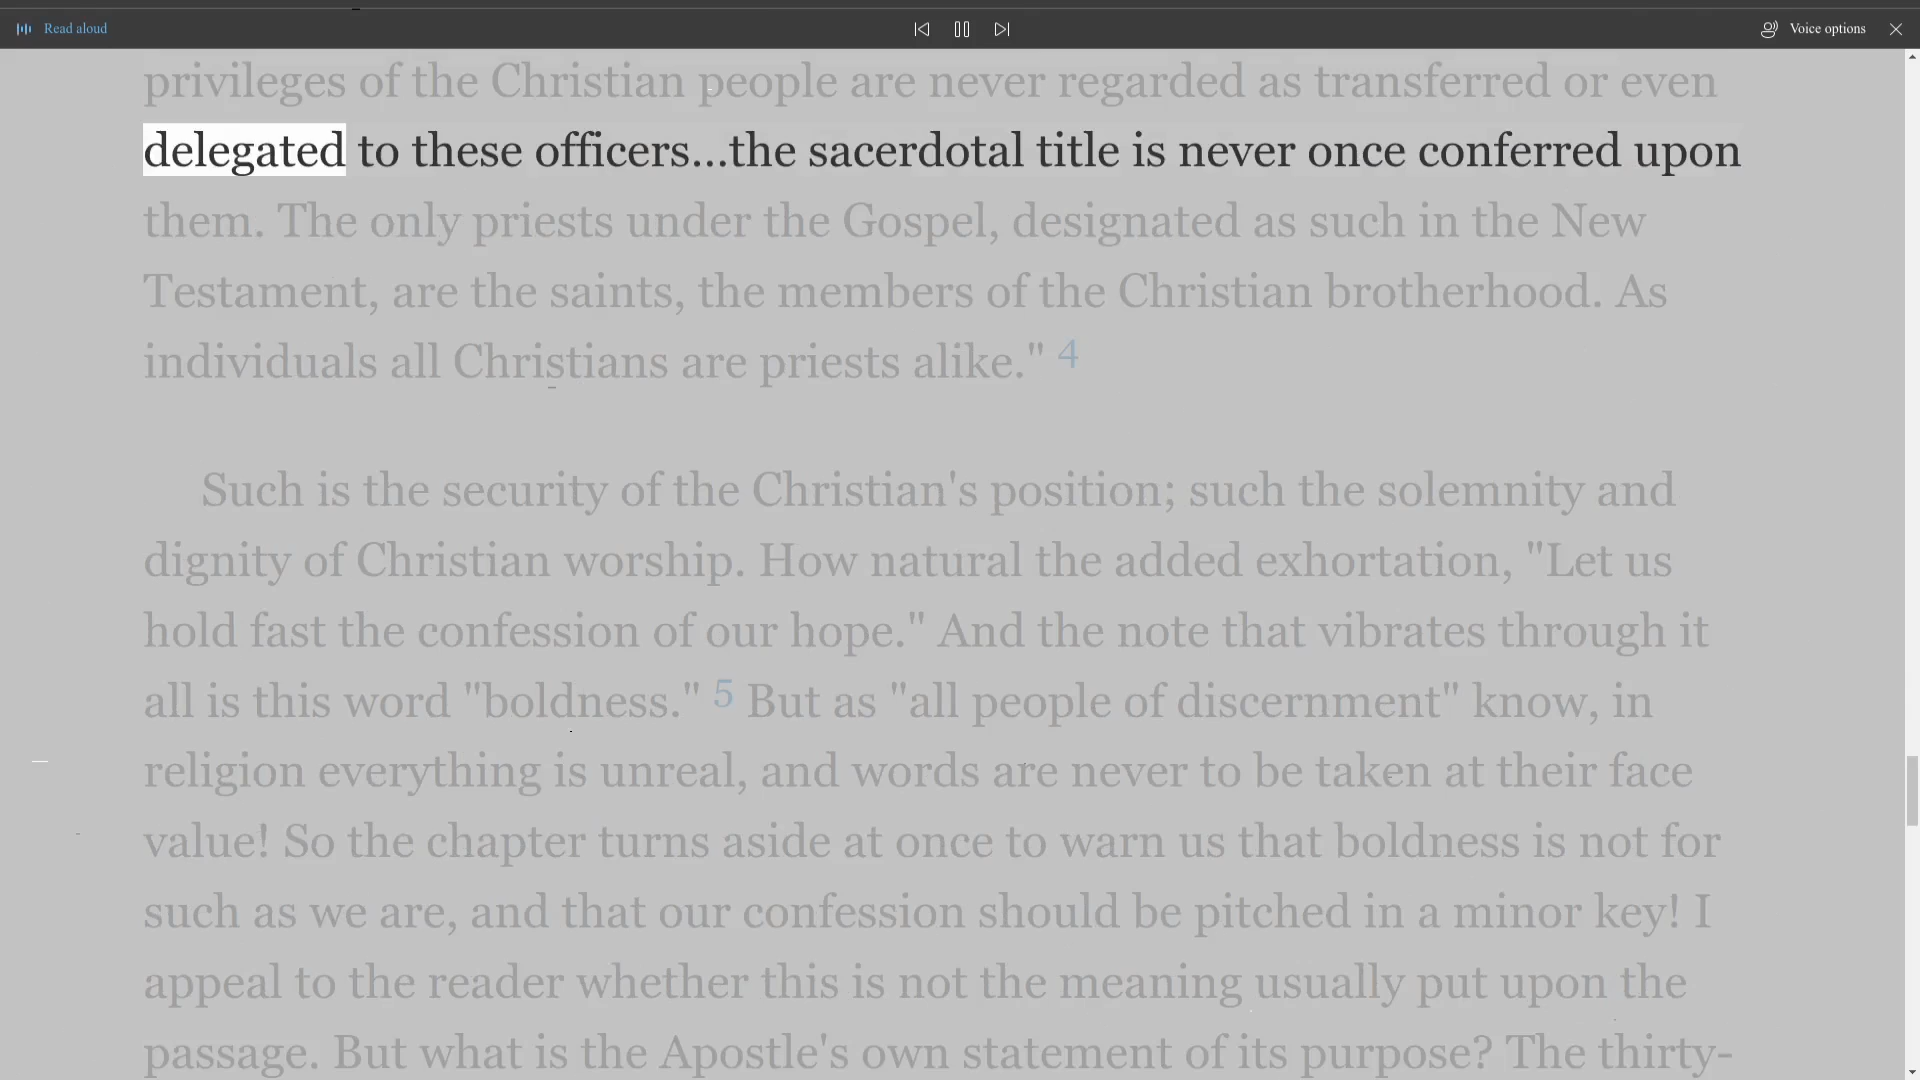 Read aloud
Voice options
privileges of the Christian people are never regarded as transferred or even
delegated to these officers...the sacerdotal title is never once conferred upon
them. The only priests under the Gospel, designated as such in the New
Testament, are the saints, the members of the Christian brotherhood. As
individuals all Christians are priests alike." 4
Such is the security of the Christian's position; such the solemnity and
dignity of Christian worship. How natural the added exhortation, "Let us
hold fast the confession of our hope." And the note that vibrates through it
all is this word "boldness." 5 But as "all people of discernment" know, in
religion everything is unreal, and words are never to be taken at their face
value! So the chapter turns aside at once to warn us that boldness is not for
such as we are, and that our confession should be pitched in a minor key! I
appeal to the reader whether this is not the meaning usually put upon the
passage. But what is the Apostle's own statement of its purpose? The thirty-